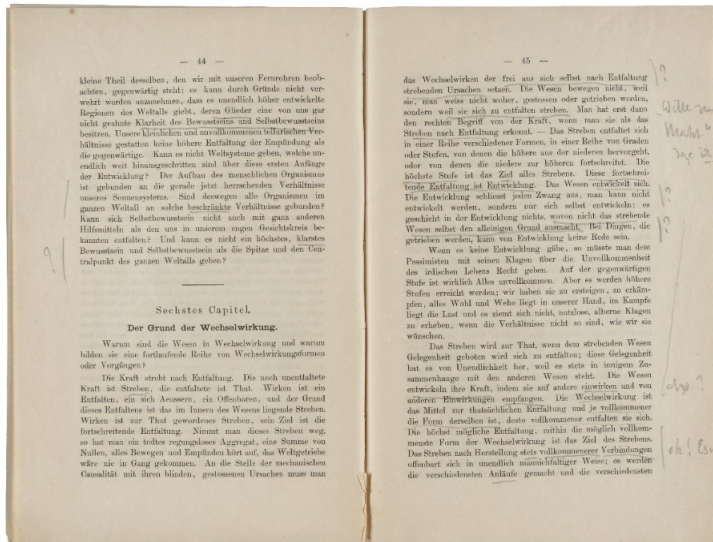 — 44 —
kleine Theil desselben, den wir mit unseren Fernrohren beob-
achten, gegenwärtig steht; es kann durch Gründe nicht ver-
wehrt werden anzunehmen, dass es unendlich höher entwickelte
Regionen des Weltalls giebt, deren Glieder eine von uns gar
nicht geahnte Klarheit des Bewusstseins und Selbstbewusstseins
besitzen. Unsere kleinlichen und unvollkommenen tellurischen Ver-
hältnisse gestatten keine höhere Entfaltung der Empfindung als
die gegenwärtige. Kann es nicht Weltsysteme geben, welche un-
endlich weit hinausgeschritten sind über diese ersten Anfänge
der Entwicklung? Der Aufbau des menschlichen Organismus
ist gebunden an die gerade jetzt herrschenden Verhältnisse
unseres Sonnensystems. Sind deswegen alle Organismen im
ganzen Weltall an solche beschränkte Verhältnisse gebunden?
Kann sich Selbstbewusstsein nicht auch mit ganz anderen
Hilfsmitteln als den uns in unserem engen Gesichtskreis be-
kannten entfalten? Und kann es nicht ein höchstes, klarstes
Bewusstsein und Selbstbewusstsein als die Spitze und den Cen-
tralpunkt des ganzen Weltalls geben?
?
Sechstes Capitel.
Der Grund der Wechselwirkung.
Warum sind die Wesen in Wechselwirkung und warum
bilden sie eine fortlaufende Reihe von Wechselwirkungsformen
oder Vorgängen?
Die Kraft strebt nach Entfaltung. Die noch unentfaltete
Kraft ist Streben, die entfaltete ist That. Wirken ist ein
Entfalten, ein sich Aeussern, ein Offenbaren, und der Grund
dieses Entfaltens ist das im Innern des Wesens liegende Streben.
Wirken ist zur That gewordenes Streben, sein Ziel ist die
fortschreitende Entfaltung. Nimmt man dieses Streben weg,
so hat man ein todtes regungsloses Aggregat, eine Summe von
Nullen, alles Bewegen und Empfinden hört auf, das Weltgetriebe
wäre nie in Gang gekommen. An die Stelle der mechanischen
Causalität mit ihren blinden, gestossenen Ursachen muss man
— 45 —
das Wechselwirken der frei aus sich selbst nach Entfaltung
strebenden Ursachen setzen. Die Wesen bewegen nicht, weil
sie, man weiss nicht woher, gestossen oder getrieben werden,
sondern weil sie sich zu entfalten streben. Man hat erst dann
den rechten Begriff von der Kraft, wenn man sie als das
Streben nach Entfaltung erkennt. — Das Streben entfaltet sich
in einer Reihe verschiedener Formen, in einer Reihe von Graden
oder Stufen, von denen die höhere aus der niederen hervorgeht,
oder von denen die niedere zur höheren fortschreitet. Die
höchste Stufe ist das Ziel alles Strebens. Diese fortschrei-
tende Entfaltung ist Entwicklung. Das Wesen entwickelt sich.
Die Entwicklung schliesst jeden Zwang aus, man kann nicht
entwickelt werden, sondern nur sich selbst entwickeln; es
geschieht in der Entwicklung nichts, wovon nicht das strebende
Wesen selbst den alleinigen Grund ausmacht. Bei Dingen, die
getrieben werden, kann von Entwicklung keine Rede sein.
Wenn es keine Entwicklung gäbe, so müsste man dem
Pessimisten mit seinen Klagen über die Unvollkommenheit
des irdischen Lebens Recht geben. Auf der gegenwärtigen
Stufe ist wirklich Alles unvollkommen. Aber es werden höhere
Stufen erreicht werden; wir haben sie zu ersteigen, zu erkäm-
pfen, alles Wohl und Wehe liegt in unserer Hand, im Kampfe
liegt die Lust und es ziemt sich nicht, nutzlose, alberne Klagen
zu erheben, wenn die Verhältnisse nicht so sind, wie wir sie
wünschen.
Das Streben wird zur That, wenn dem strebenden Wesen
Gelegenheit geboten wird sich zu entfalten; diese Gelegenheit
hat es von Unendlichkeit her, weil es stets in innigem Zu-
sammenhange mit den anderen Wesen steht. Die Wesen
entwickeln ihre Kraft, indem sie auf andere einwirken und von
anderen Einwirkungen empfangen. Die Wechselwirkung ist
das Mittel zur thatsächlichen Entfaltung und je vollkommener
die Form derselben ist, desto vollkommener entfalten sie sich.
Die höchst mögliche Entfaltung, mithin die möglich vollkom-
menste Form der Wechselwirkung ist das Ziel des Strebens.
Das Streben nach Herstellung stets vollkommenerer Verbindungen
offenbart sich in unendlich mannichfaltiger Weise; es werden
die verschiedensten Anläufe gemacht und die verschiedensten
?
Wille zur
Macht"
?
?
?
oh!